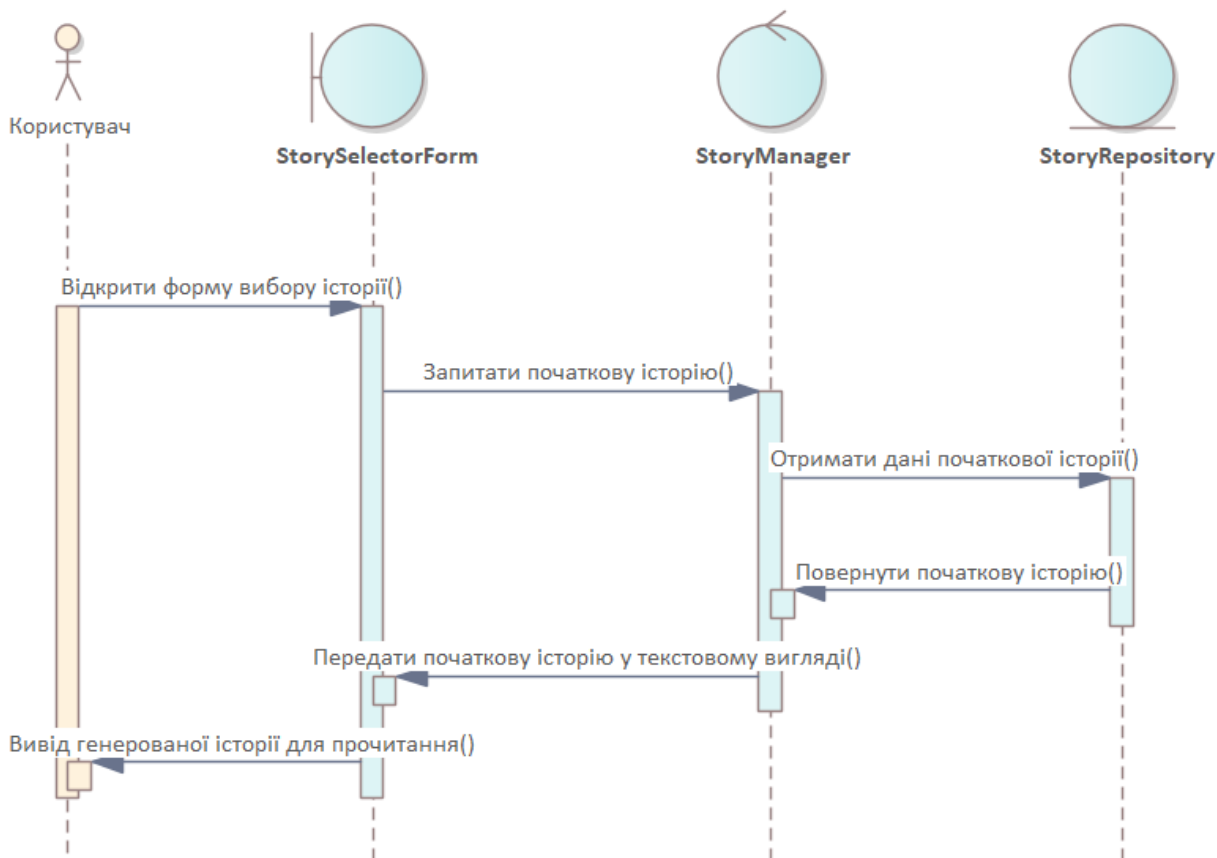 Користувач
StorySelectorForm
StoryManager
StoryRepository
Відкрити форму вибору історії()
Запитати початкову історію()
Отримати дані початкової історії()
Повернути початкову історію()
Передати початкову історію у текстовому вигляді()
Вивід генерованої історії для прочитання()